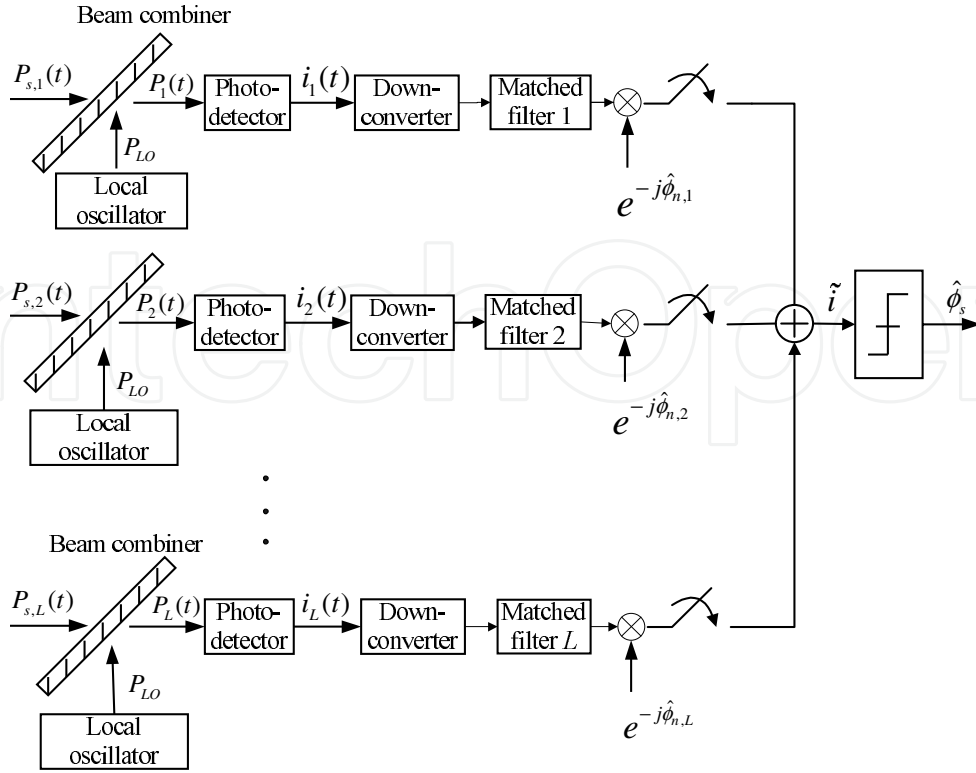 Beam combiner
P_{s,1}(t)
P_1(t)
Photo-
detector
i_1(t)
Down-
converter
Matched
filter 1
P_{LO}
Local
oscillator
e^{-j\hat{\phi}_{n,1}}
P_{s,2}(t)
P_2(t)
Photo-
detector
i_2(t)
Down-
converter
Matched
filter 2
\tilde{i}
\hat{\phi}_s
P_{LO}
Local
oscillator
e^{-j\hat{\phi}_{n,2}}
Beam combiner
P_{s,L}(t)
P_L(t)
Photo-
detector
i_L(t)
Down-
converter
Matched
filter L
P_{LO}
Local
oscillator
e^{-j\hat{\phi}_{n,L}}
ntechOpe